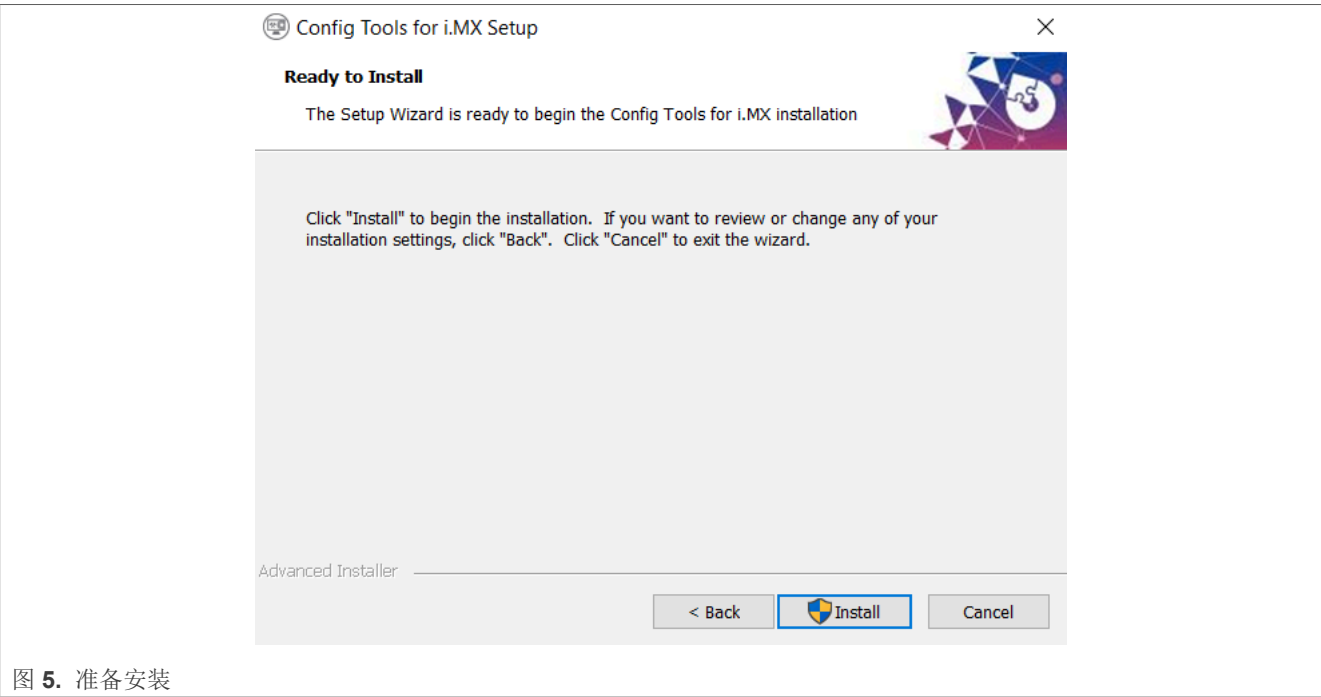 Config Tools for i.MX Setup
Ready to Install
The Setup Wizard is ready to begin the Config Tools for i.MX installation
Click "Install" to begin the installation.  If you want to review or change any of your
installation settings, click "Back".  Click "Cancel" to exit the wizard.
Advanced Installer
< Back
Install
Cancel
图 5. 准备安装